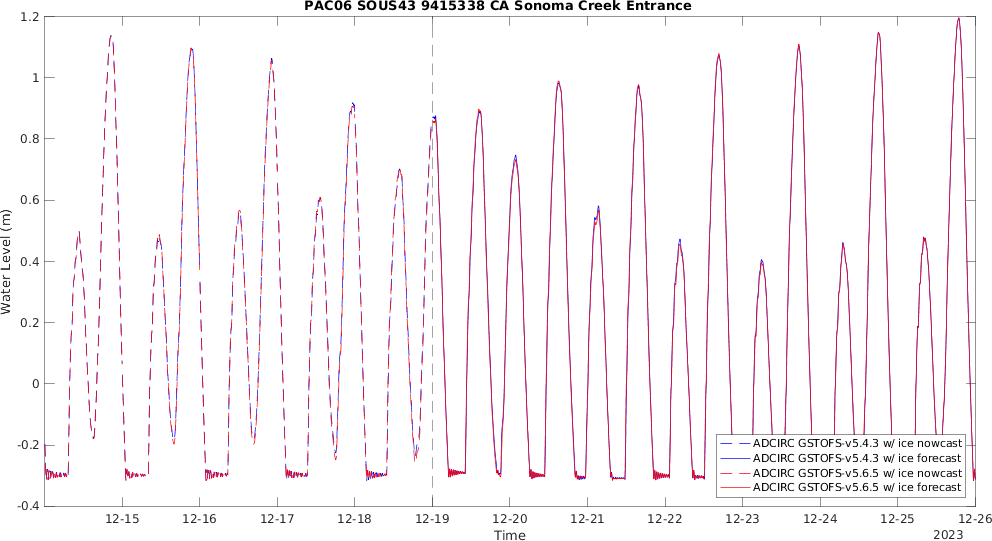 PAC06 SOUS43 9415338 CA Sonoma Creek Entrance
1.2
1
0.8
0.6
0.4
0.2
0
-0.2
-0.4
Water Level (m)
ADCIRC GSTOFS-v5.4.3 w/ ice nowcast
ADCIRC GSTOFS-v5.4.3 w/ ice forecast
ADCIRC GSTOFS-v5.6.5 w/ ice nowcast
ADCIRC GSTOFS-v5.6.5 w/ ice forecast
12-15 12-16 12-17 12-18 12-19 12-20 12-21 12-22 12-23 12-24 12-25 12-26
Time
2023